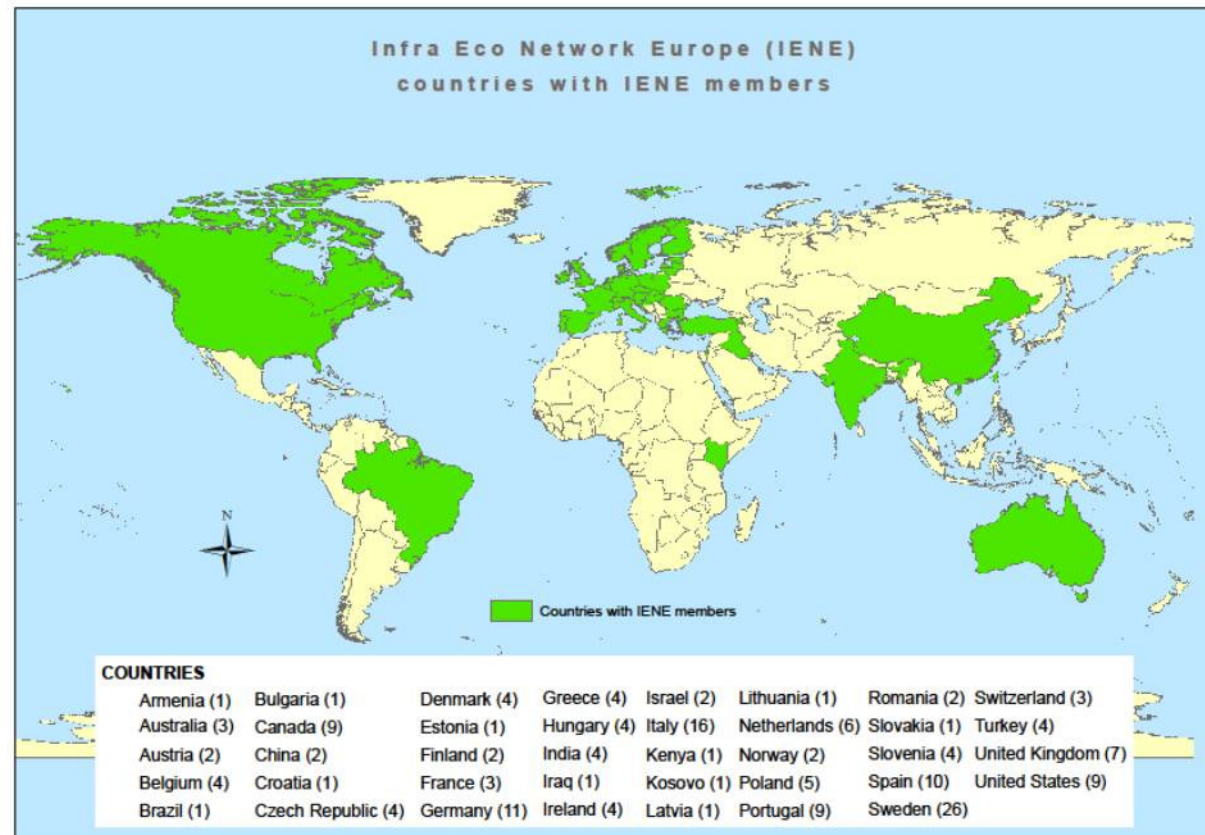 Infra Eco Network Europe (IENE)
countries with IENE members
N
Countries with IENE members
COUNTRIES
Armenia (1) Bulgaria (1) Denmark (4) Greece (4) Israel (2) Lithuania (1) Romania (2) Switzerland (3)
Australia (3) Canada (9) Estonia (1) Hungary (4) Italy (16) Netherlands (6) Slovakia (1) Turkey (4)
Austria (2) China (2) Finland (2) India (4) Kenya (1) Norway (2) Slovenia (4) United Kingdom (7)
Belgium (4) Croatia (1) France (3) Iraq (1) Kosovo (1) Poland (5) Spain (10) United States (9)
Brazil (1) Czech Republic (4) Germany (11) Ireland (4) Latvia (1) Portugal (9) Sweden (26)